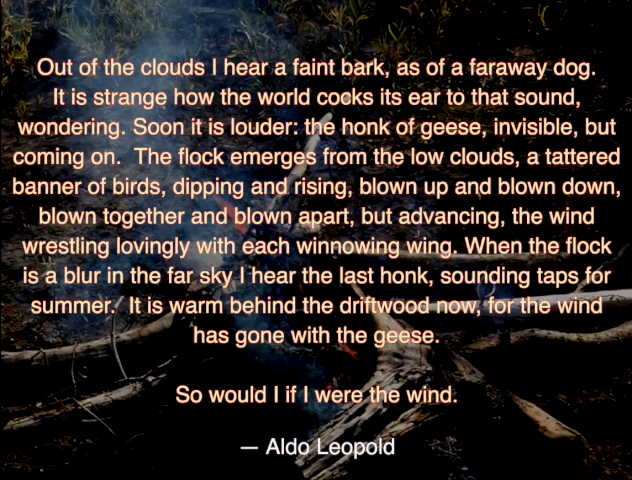 Out of the clouds I hear a faint bark, as of a faraway dog.
It is strange how the world cocks its ear to that sound,
wondering. Soon it is louder: the honk of geese, invisible, but
coming on.  The flock emerges from the low clouds, a tattered
banner of birds, dipping and rising, blown up and blown down,
blown together and blown apart, but advancing, the wind
wrestling lovingly with each winnowing wing. When the flock
is a blur in the far sky I hear the last honk, sounding taps for
summer.  It is warm behind the driftwood now, for the wind
has gone with the geese.
So would I if I were the wind.
— Aldo Leopold